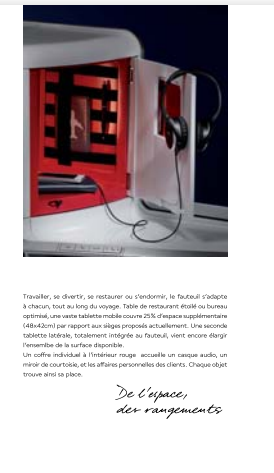 Travailler, se divertir, se restaurer ou s'endormir, le fauteuil s'adapte
à chacun, tout au long du voyage. Table de restaurant étoilé ou bureau
optimisé, une vaste tablette mobile couvre 25% d'espace supplémentaire
(48x42cm) par rapport aux sièges proposés actuellement. Une seconde
tablette latérale, totalement intégrée au fauteuil, vient encore élargir
l'ensemble de la surface disponible.
Un coffre individuel à l'intérieur rouge accueille un casque audio, un
miroir de courtoisie, et les affaires personnelles des clients. Chaque objet
trouve ainsi sa place.
De l'espace,
des rangements